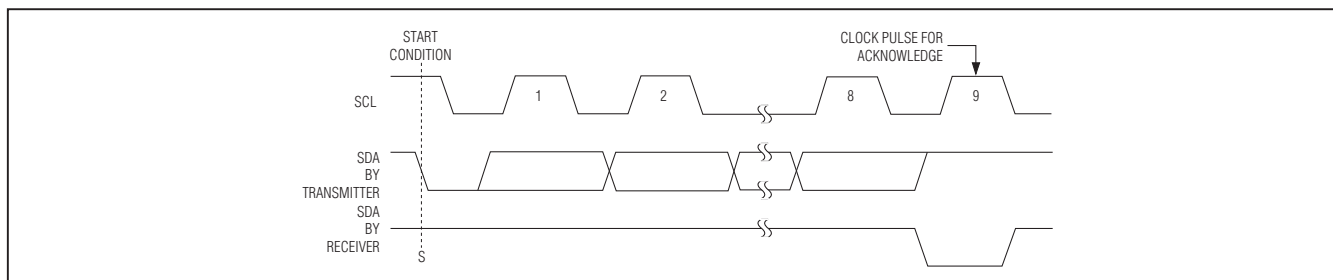 START
CONDITION
CLOCK PULSE FOR
ACKNOWLEDGE
SCL
1
2
8
9
SDA
BY
TRANSMITTER
SDA
BY
RECEIVER
S